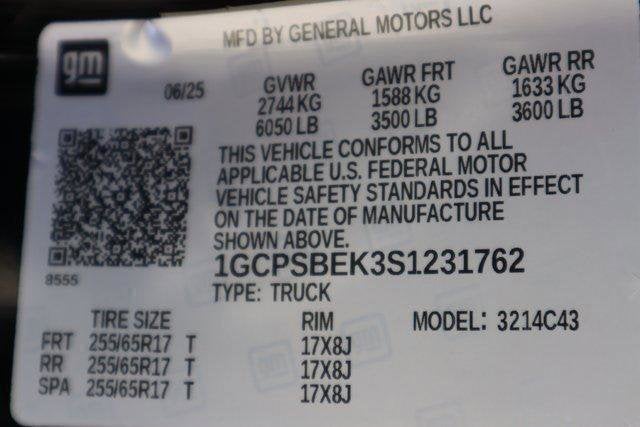 MFD BY GENERAL MOTORS LLC
gm
06/25
GVWR GAWR FRT GAWR RR
2744 KG 1588 KG 1633 KG
6050 LB 3500 LB 3600 LB
THIS VEHICLE CONFORMS TO ALL
APPLICABLE U.S. FEDERAL MOTOR
VEHICLE SAFETY STANDARDS IN EFFECT
ON THE DATE OF MANUFACTURE
SHOWN ABOVE.
8555
1GCPSBEK3S1231762
TYPE: TRUCK
TIRE SIZE RIM MODEL: 3214C43
FRT 255/65R17 T 17X8J
RR 255/65R17 T 17X8J
SPA 255/65R17 T 17X8J